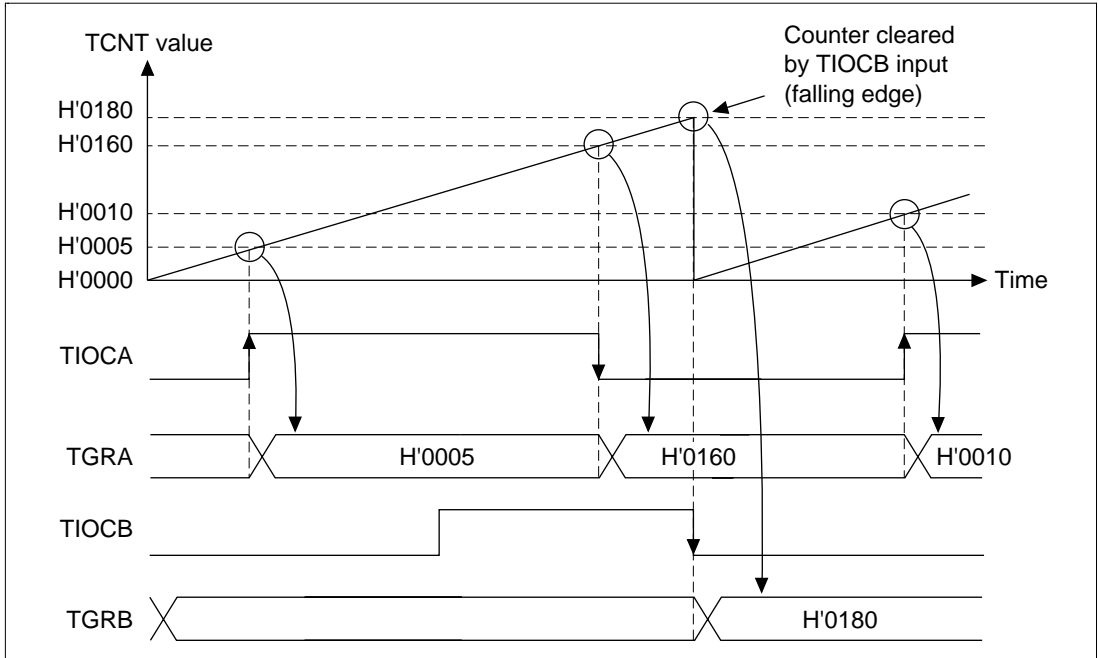 TCNT value
Counter cleared
by TIOCB input
(falling edge)
H'0180
H'0160
H'0010
H'0005
H'0000
Time
TIOCA
TGRA
H'0005
H'0160
H'0010
TIOCB
TGRB
H'0180